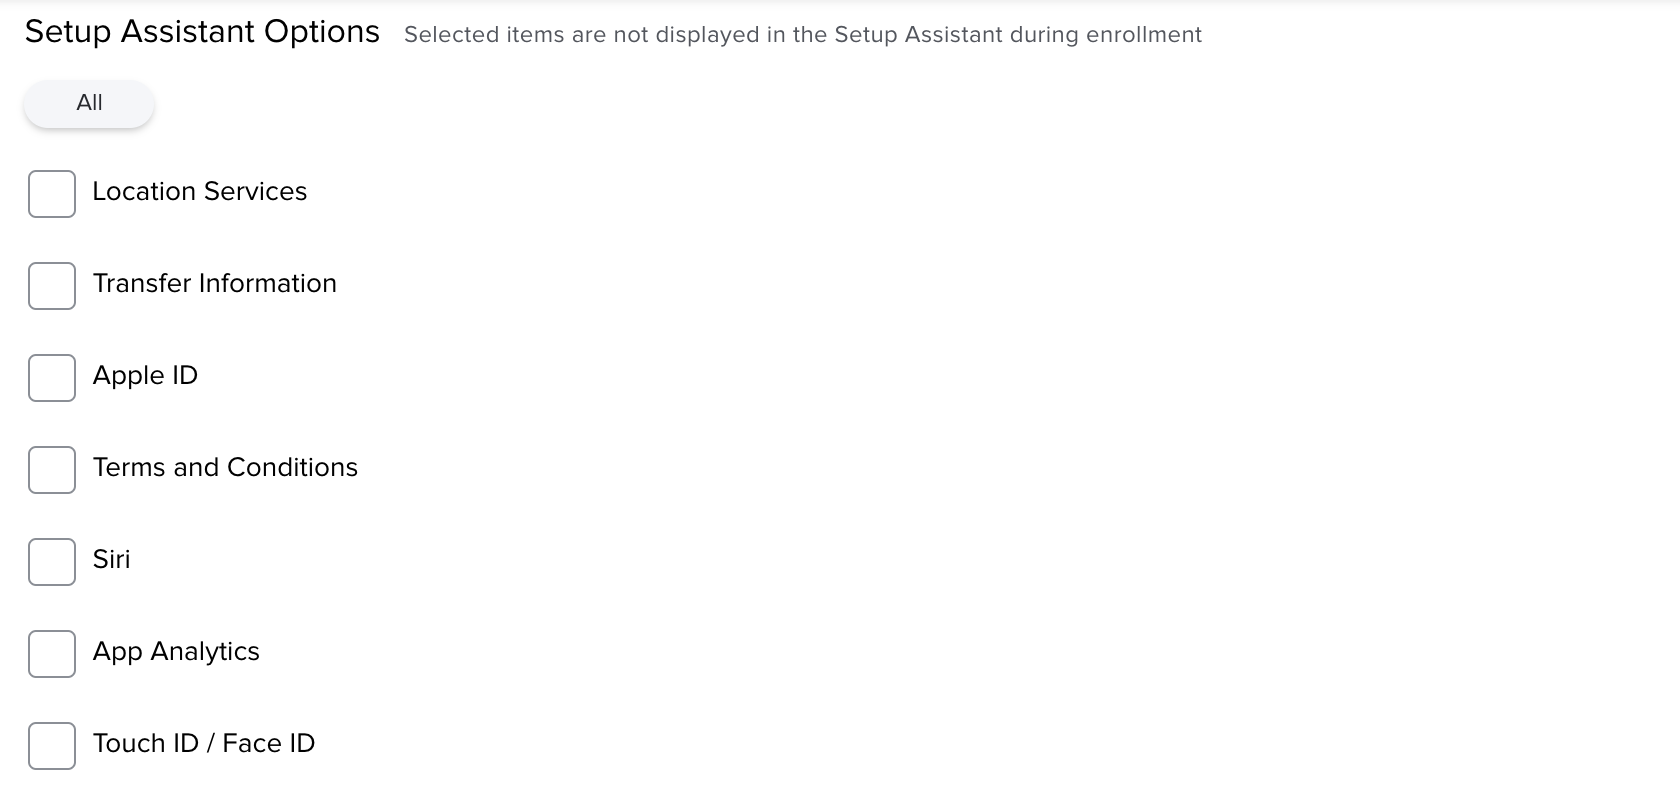 Setup Assistant Options Selected items are not displayed in the Setup Assistant during enrollment
All
Location Services
Transfer Information
Apple ID
Terms and Conditions
Siri
App Analytics
Touch ID / Face ID